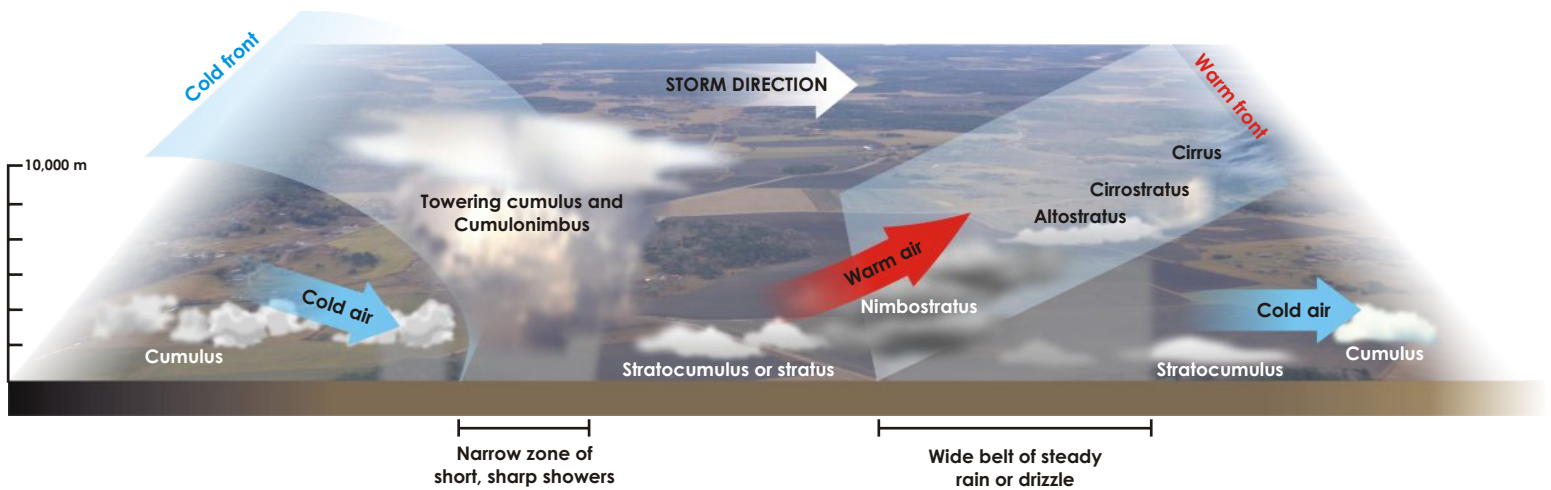 Cold front
STORM DIRECTION
Warm front
10,000 m
Cirrus
Cirrostratus
Altostratus
Towering cumulus and
Cumulonimbus
Warm air
Cold air
Nimbostratus
Cold air
Cumulus
Stratocumulus or stratus
Stratocumulus
Cumulus
Narrow zone of
short, sharp showers
Wide belt of steady
rain or drizzle